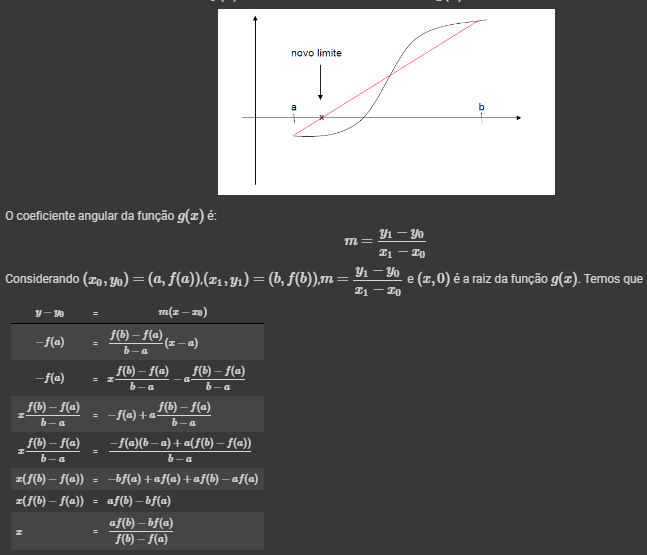 novo limite
a
x
b
O coeficiente angular da função g(x) é:
m = \frac{y_1 - y_0}{x_1 - x_0}
Considerando (x_0, y_0) = (a, f(a)),(x_1, y_1) = (b, f(b)),m = \frac{y_1 - y_0}{x_1 - x_0} e (x, 0) é a raiz da função g(x). Temos que
y - y_0 = m(x - x_0)
-f(a) = \frac{f(b) - f(a)}{b - a}(x - a)
-f(a) = x\frac{f(b) - f(a)}{b - a} - a\frac{f(b) - f(a)}{b - a}
x\frac{f(b) - f(a)}{b - a} = -f(a) + a\frac{f(b) - f(a)}{b - a}
x\frac{f(b) - f(a)}{b - a} = \frac{-f(a)(b - a) + a(f(b) - f(a))}{b - a}
x(f(b) - f(a)) = -bf(a) + af(a) + af(b) - af(a)
x(f(b) - f(a)) = af(b) - bf(a)
x = \frac{af(b) - bf(a)}{f(b) - f(a)}